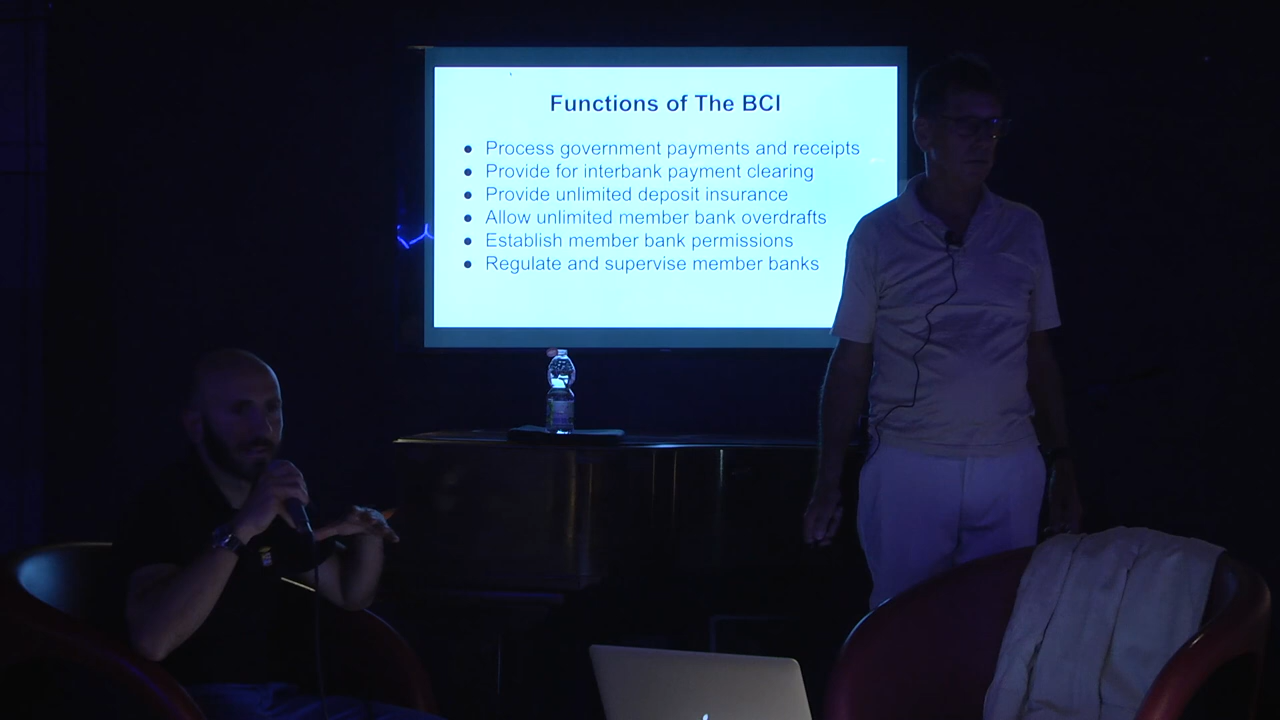 Functions of The BCI
● Process government payments and receipts
● Provide for interbank payment clearing
● Provide unlimited deposit insurance
● Allow unlimited member bank overdrafts
● Establish member bank permissions
● Regulate and supervise member banks